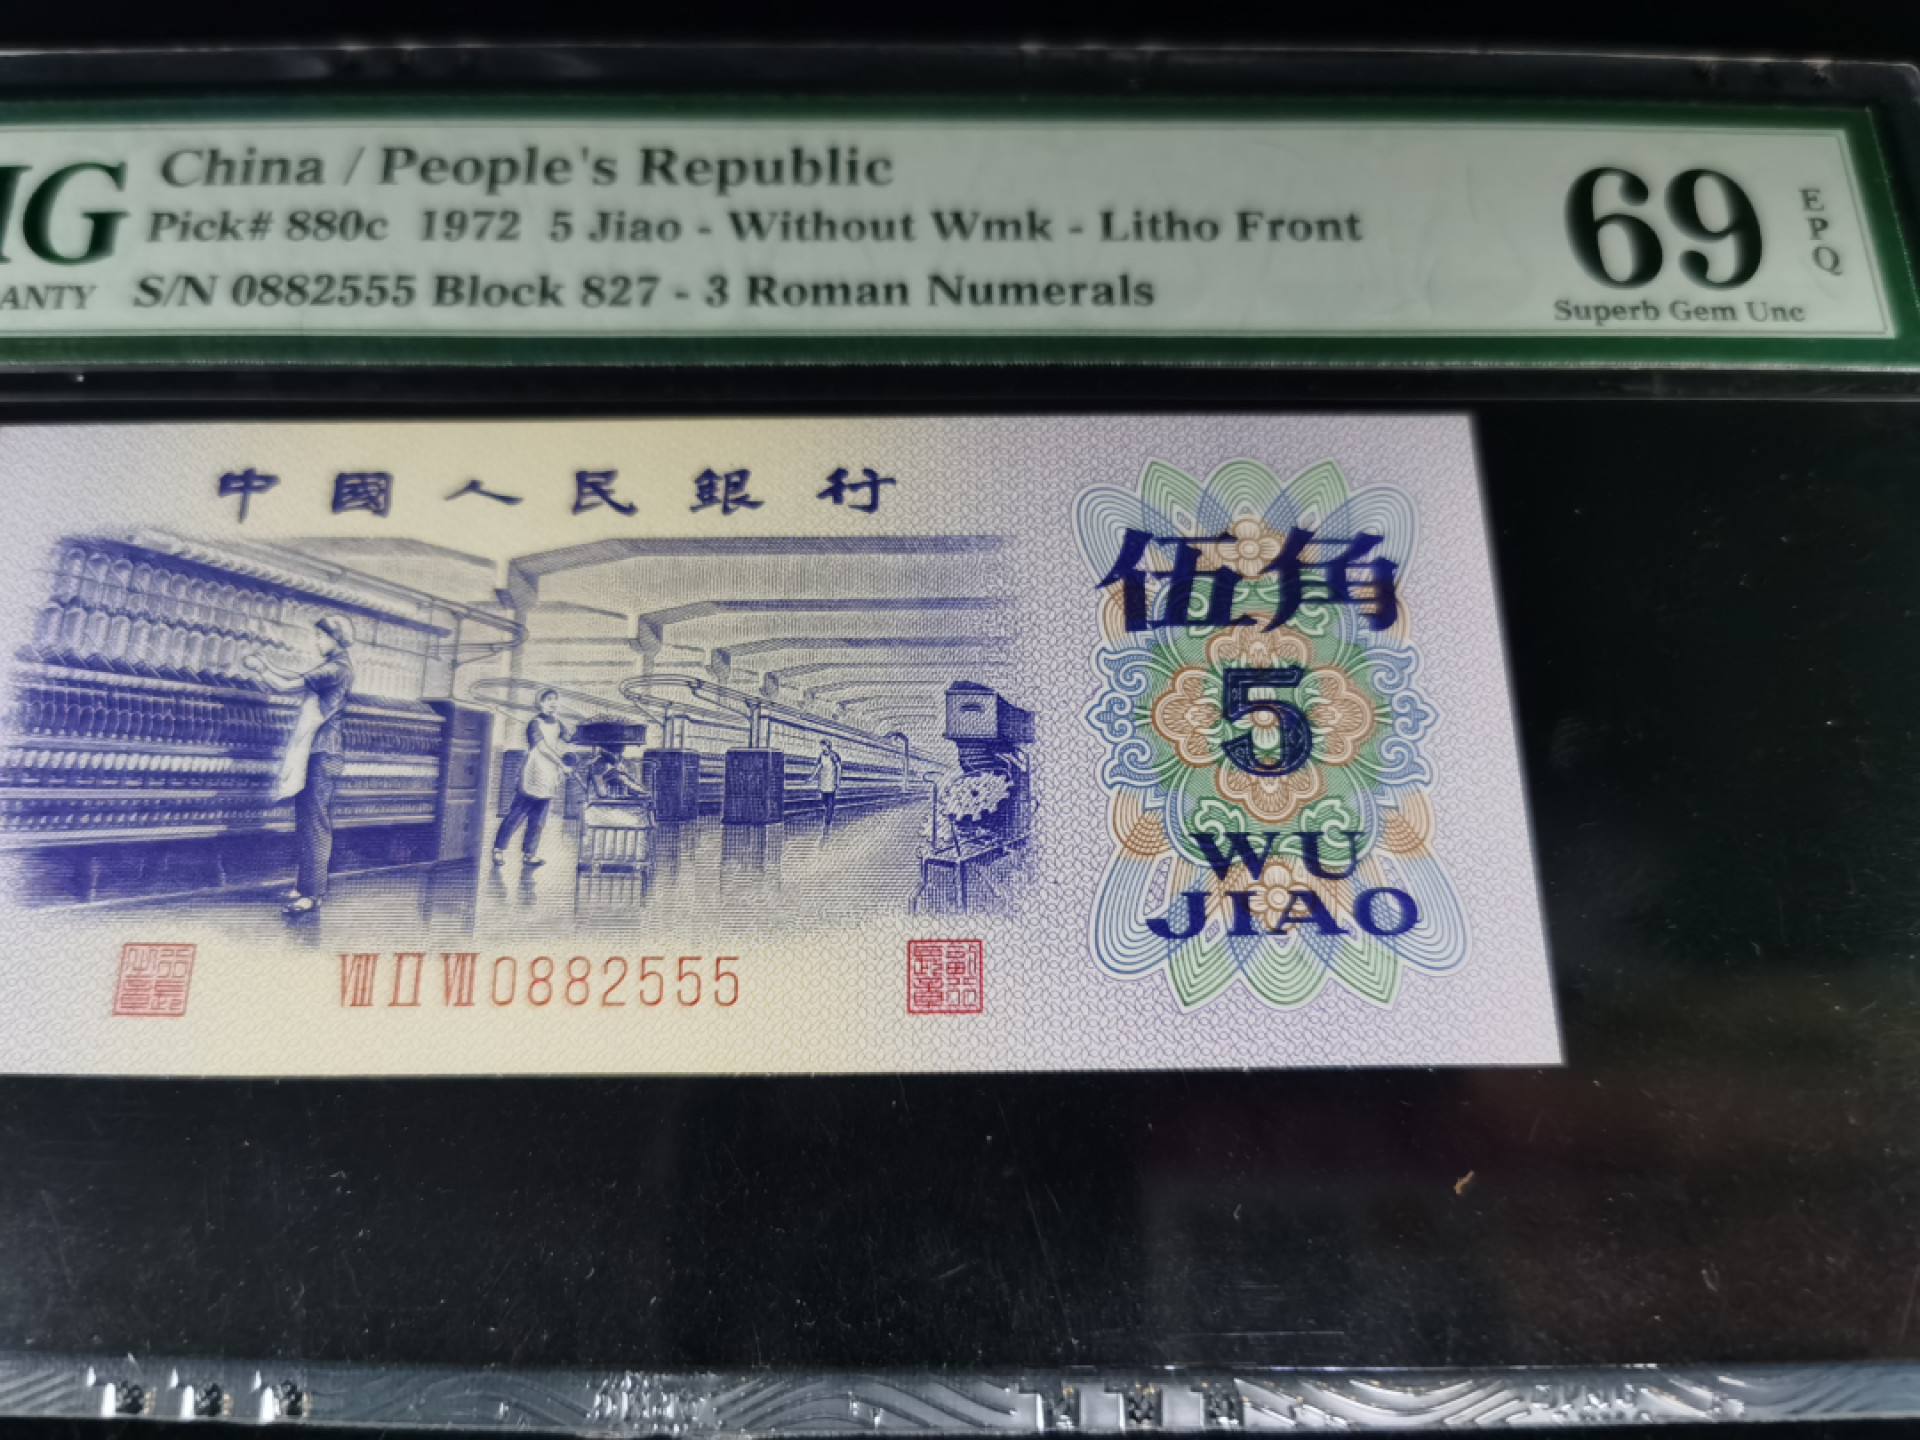 MG
China / People's Republic
Pick# 880c 1972 5 Jiao - Without Wmk - Litho Front
ANTY S/N 0882555 Block 827 - 3 Roman Numerals
69
EPQ
Superb Gem Unc
中國人民銀行
伍角
5
WU
JIAO
VIII II VII 0882555